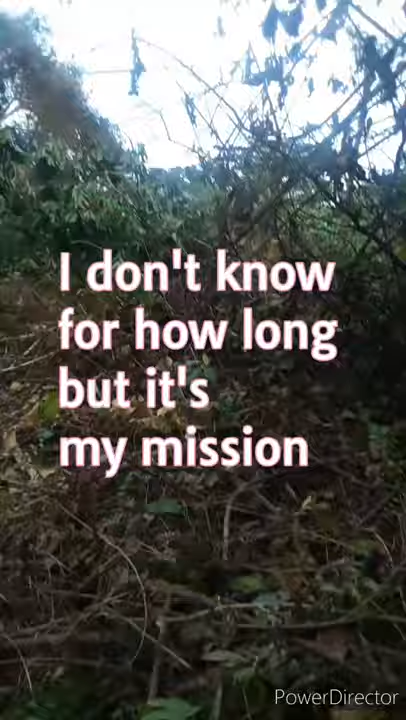 I don't know
for how long
but it's
my mission
PowerDirector